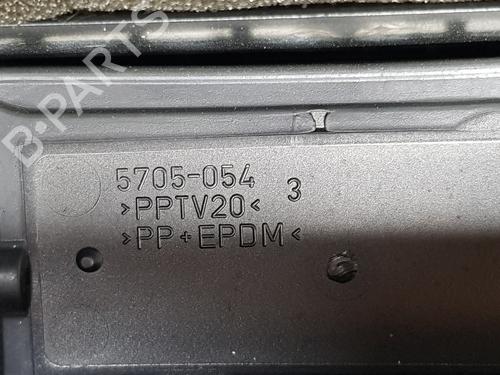 B-PARTS
5705-054 3
>PPTV20<
>PP+EPDM<